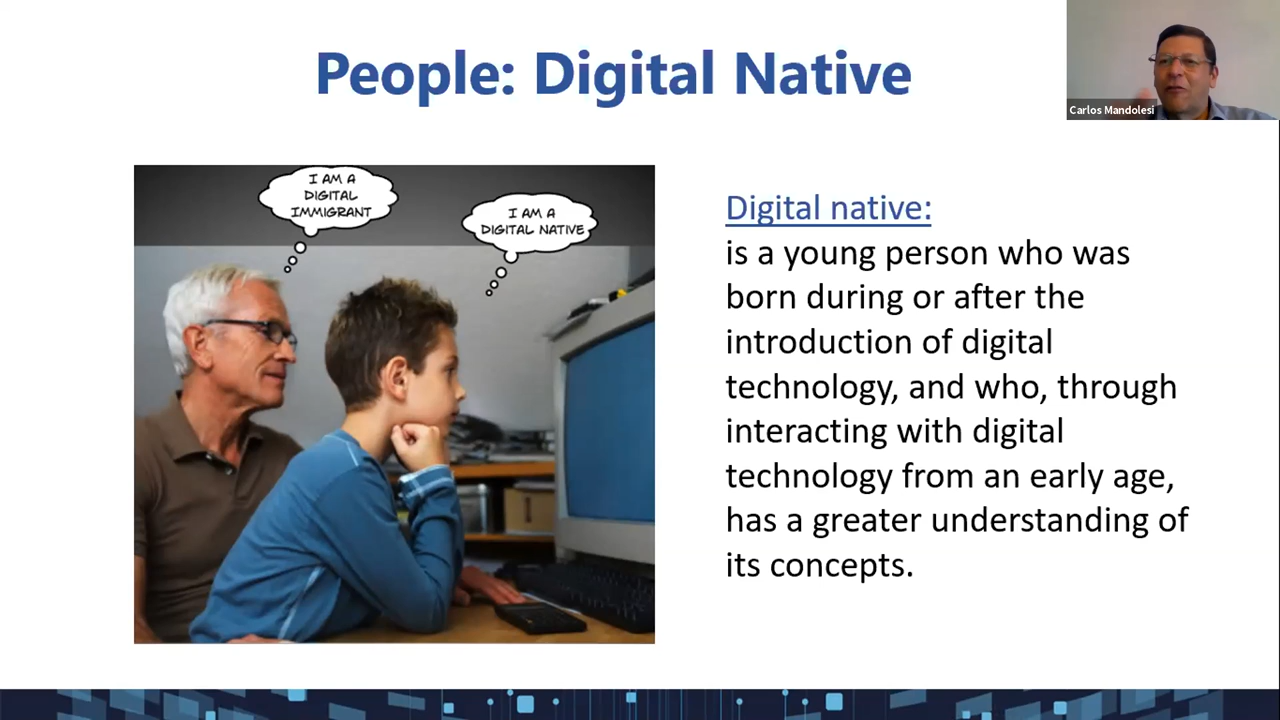 People: Digital Native
Carlos Mandolesi
I AM A
DIGITAL
IMMIGRANT
I AM A
DIGITAL NATIVE
Digital native:
is a young person who was
born during or after the
introduction of digital
technology, and who, through
interacting with digital
technology from an early age,
has a greater understanding of
its concepts.